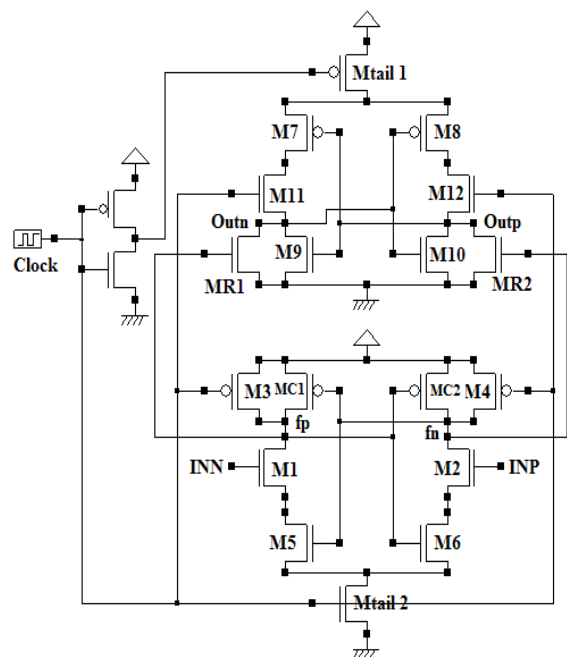 Mtail 1
M7
M8
M11
M12
Outn
Outp
M9
M10
Clock
MR1
MR2
M3
MC1
MC2
M4
fp
fn
INN
M1
M2
INP
M5
M6
Mtail 2